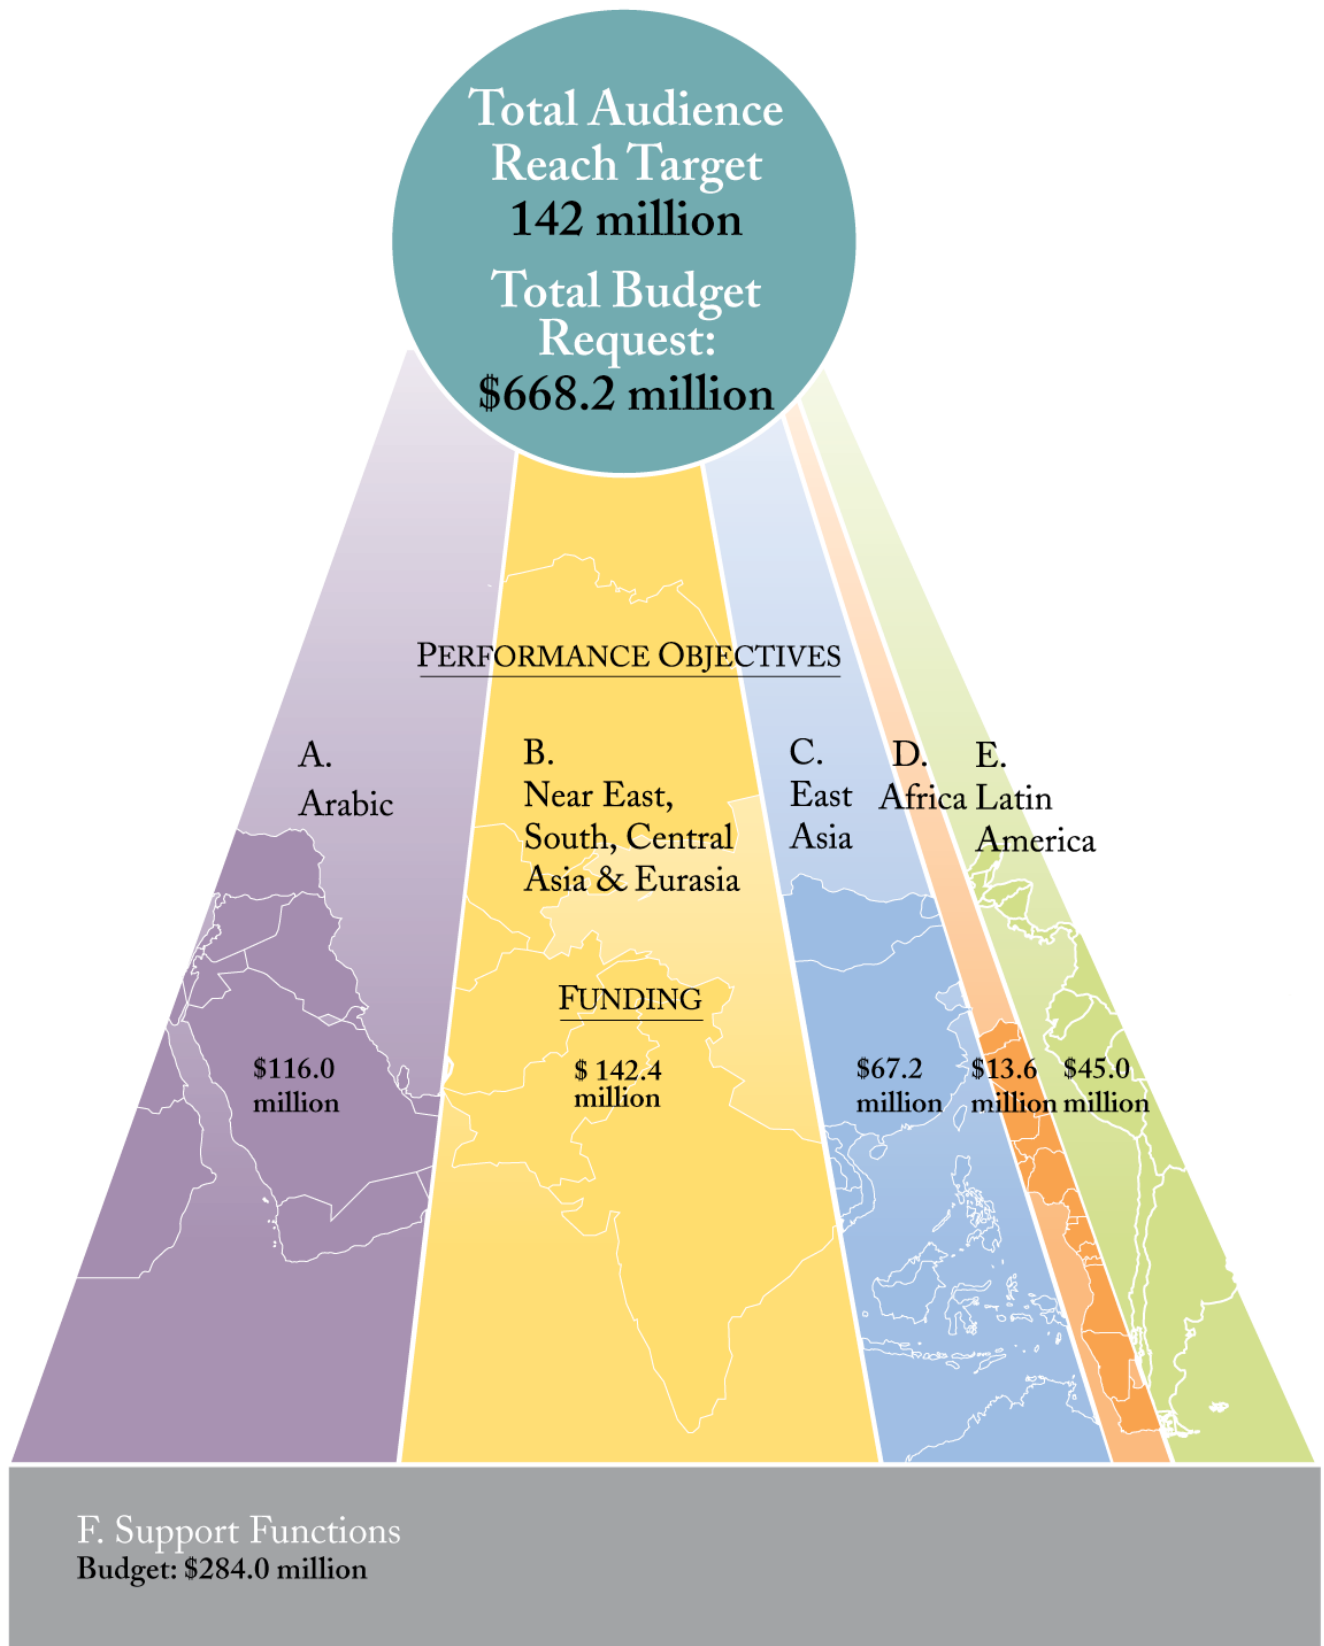 Total Audience
Reach Target
142 million
Total Budget
Request:
$668.2 million
PERFORMANCE OBJECTIVES
A.
Arabic
B.
Near East,
South, Central
Asia & Eurasia
C.
East
Asia
D.
Africa
E.
Latin
America
FUNDING
$116.0
million
$ 142.4
million
$67.2
million
$13.6
million
$45.0
million
F. Support Functions
Budget: $284.0 million